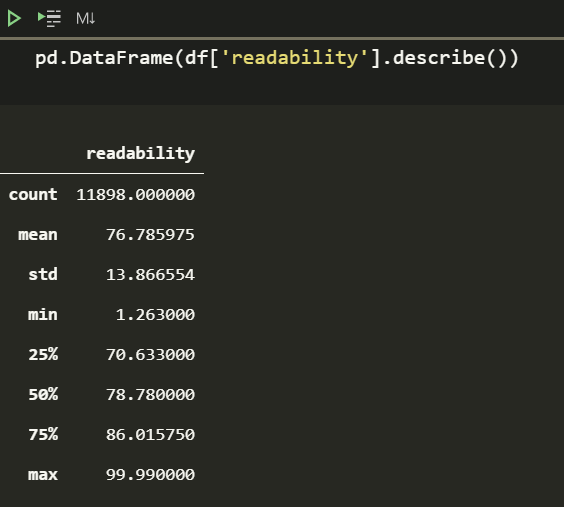 M↓
pd.DataFrame(df['readability'].describe())
readability
count 11898.000000
mean 76.785975
std 13.866554
min 1.263000
25% 70.633000
50% 78.780000
75% 86.015750
max 99.990000